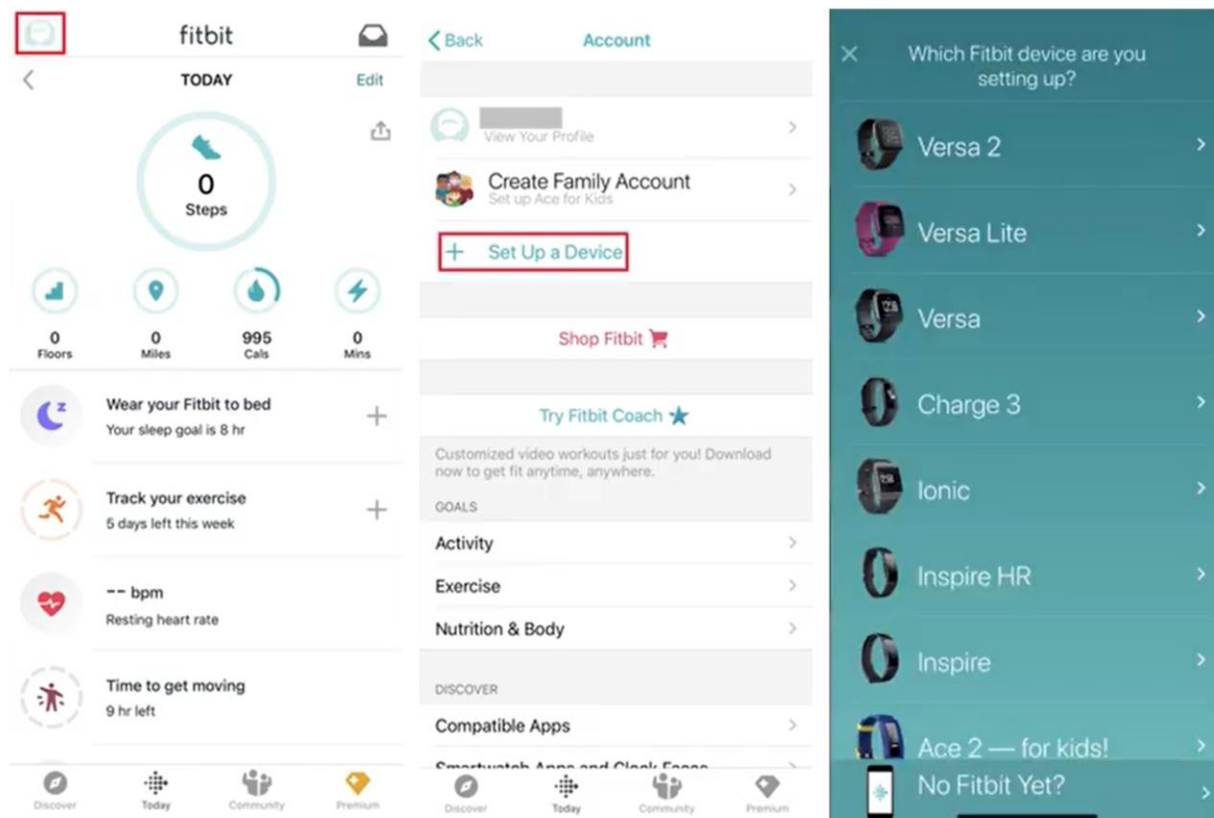 fitbit
TODAY
Edit
0
Steps
0
Floors
0
Miles
995
Cals
0
Mins
Wear your Fitbit to bed
Your sleep goal is 8 hr
Track your exercise
5 days left this week
-- bpm
Resting heart rate
Time to get moving
9 hr left
Discover
Today
Community
Premium
Back
Account
View Your Profile
Create Family Account
Set up Ace for Kids
+ Set Up a Device
Shop Fitbit
Try Fitbit Coach
Customized video workouts just for you! Download
now to get fit anytime, anywhere.
GOALS
Activity
Exercise
Nutrition & Body
DISCOVER
Compatible Apps
Smartwatch Apps and Clock Faces
Discover
Today
Community
Premium
Which Fitbit device are you
setting up?
Versa 2
Versa Lite
Versa
Charge 3
Ionic
Inspire HR
Inspire
Ace 2 — for kids!
No Fitbit Yet?